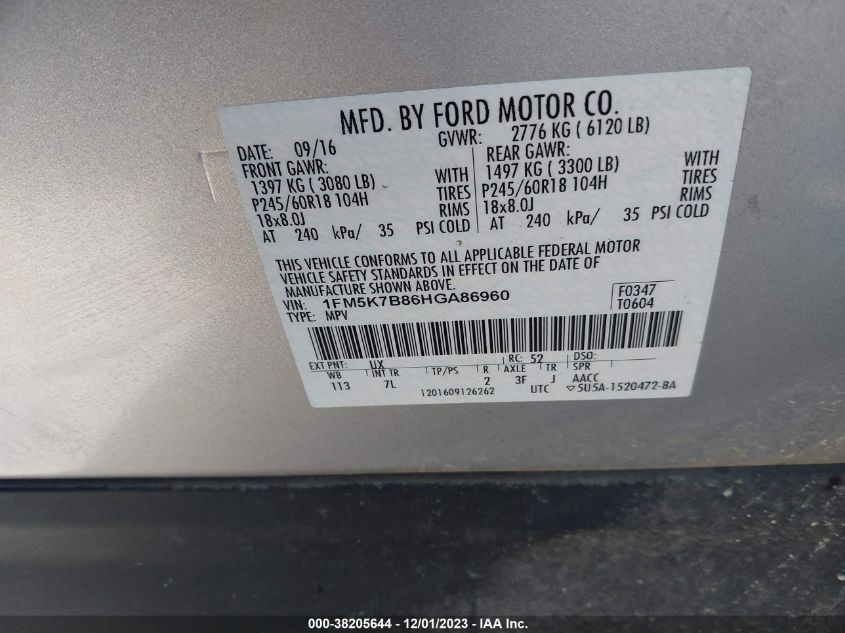 MFD. BY FORD MOTOR CO.
DATE: 09/16 GVWR: 2776 KG ( 6120 LB)
FRONT GAWR: REAR GAWR:
1397 KG ( 3080 LB) WITH 1497 KG ( 3300 LB) WITH
P245/60R18 104H TIRES P245/60R18 104H TIRES
18x8.0J RIMS 18x8.0J RIMS
AT 240 kPa/ 35 PSI COLD AT 240 kPa/ 35 PSI COLD
THIS VEHICLE CONFORMS TO ALL APPLICABLE FEDERAL MOTOR
VEHICLE SAFETY STANDARDS IN EFFECT ON THE DATE OF
MANUFACTURE SHOWN ABOVE.
VIN: 1FM5K7B86HGA86960 F0347
TYPE: MPV T0604
EXT PNT: UX RC: 52 DSO:
WB INT TR TP/PS R AXLE TR SPR
113 7L 2 3F J AACC
1201609126262 UTC ▽5U5A-1520472-BA
000-38205644 - 12/01/2023 - IAA Inc.